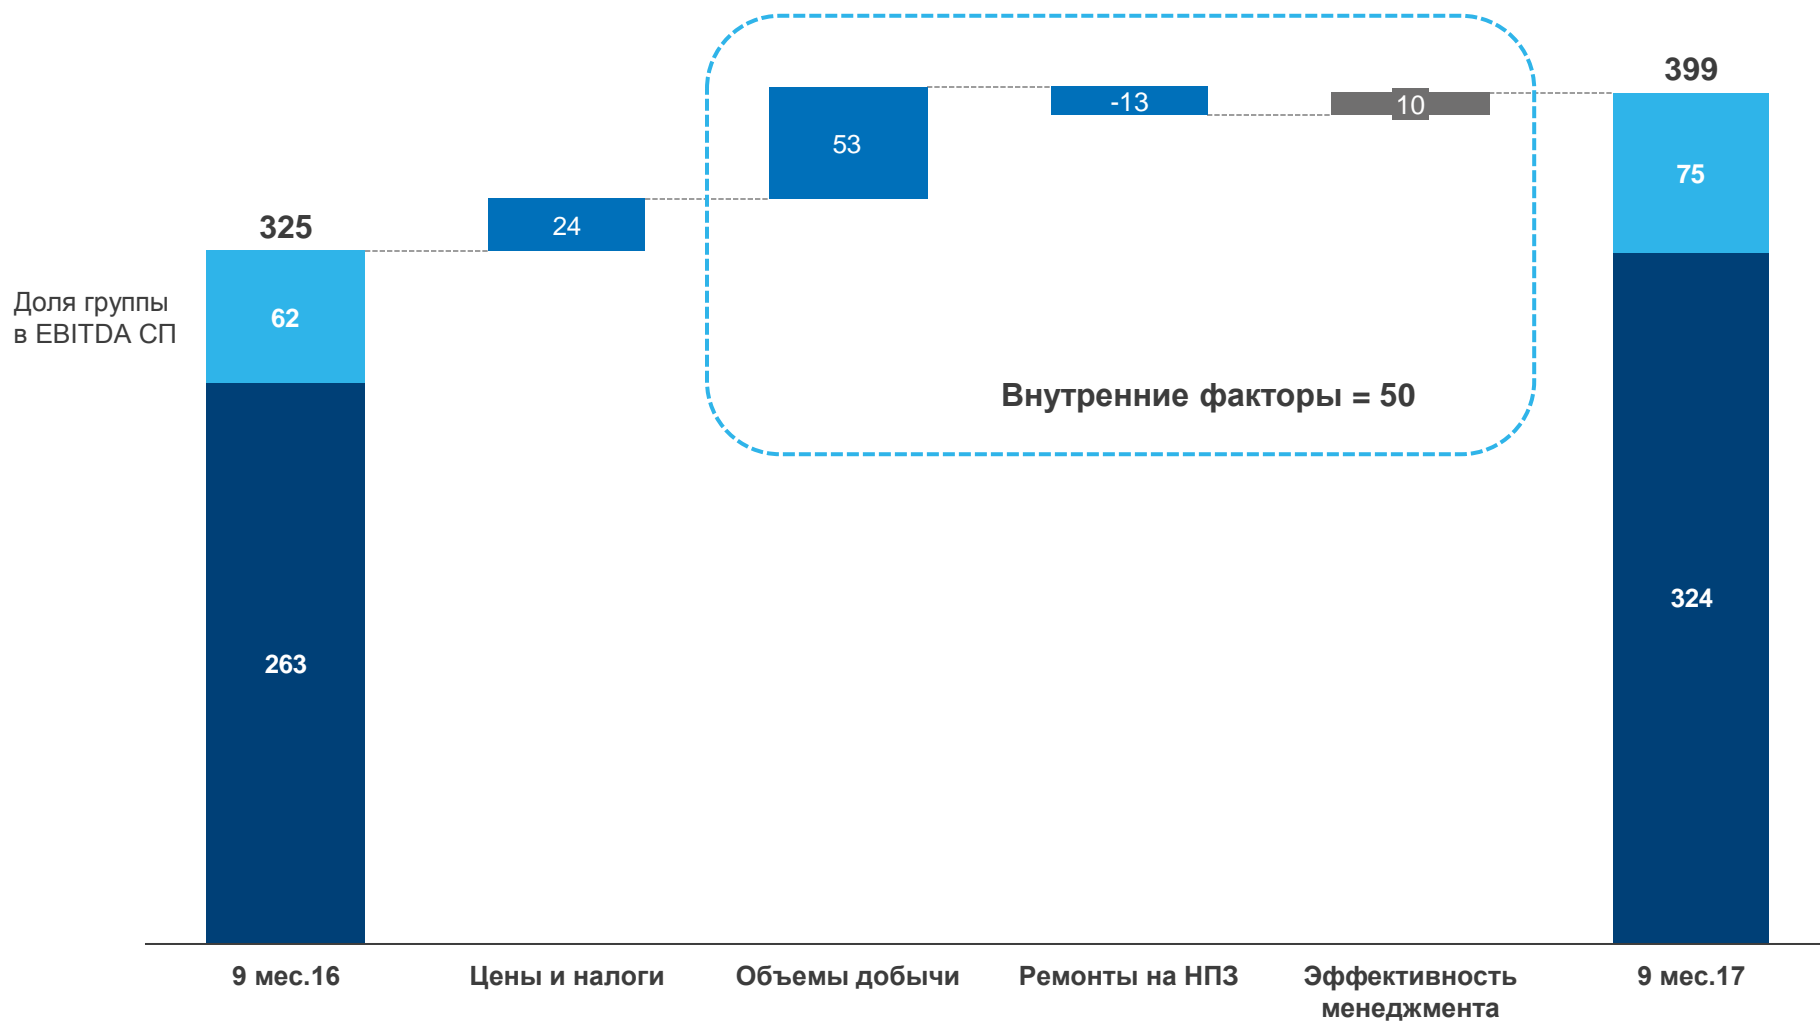 399
-13
10
53
75
325
24
Доля группы
в EBITDA СП
62
Внутренние факторы = 50
324
263
9 мес.16
Цены и налоги
Объемы добычи
Ремонты на НПЗ
Эффективность
менеджмента
9 мес.17